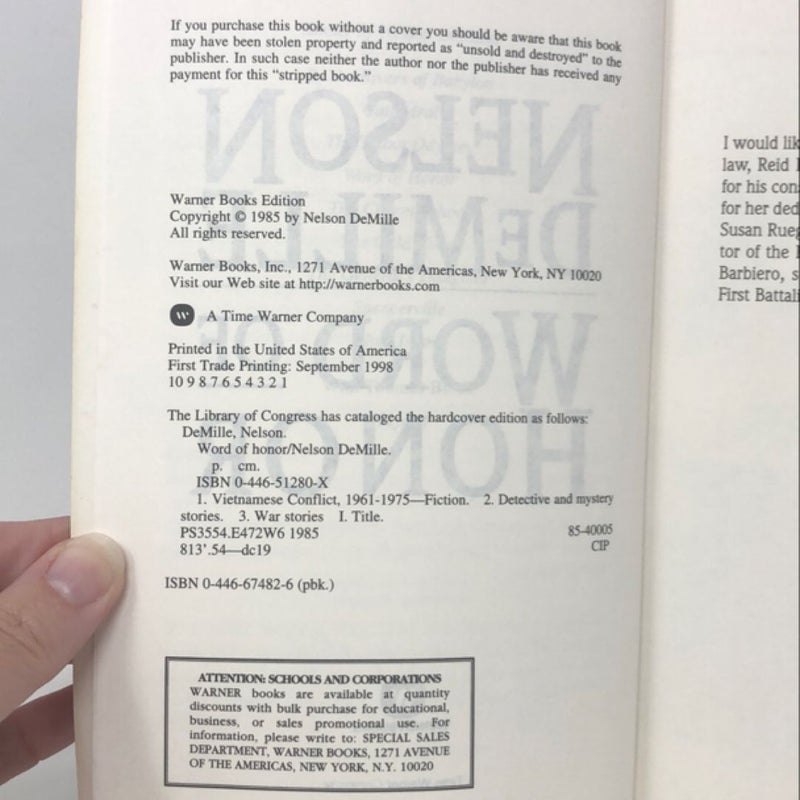 If you purchase this book without a cover you should be aware that this book
may have been stolen property and reported as “unsold and destroyed” to the
publisher. In such case neither the author nor the publisher has received any
payment for this “stripped book.”
Warner Books Edition
Copyright © 1985 by Nelson DeMille
All rights reserved.
Warner Books, Inc., 1271 Avenue of the Americas, New York, NY 10020
Visit our Web site at http://warnerbooks.com
W A Time Warner Company
Printed in the United States of America
First Trade Printing: September 1998
10 9 8 7 6 5 4 3 2 1
The Library of Congress has cataloged the hardcover edition as follows:
DeMille, Nelson.
Word of honor/Nelson DeMille.
p. cm.
ISBN 0-446-51280-X
1. Vietnamese Conflict, 1961-1975—Fiction. 2. Detective and mystery
stories. 3. War stories I. Title.
PS3554.E472W6 1985 85-40005
813’.54—dc19 CIP
ISBN 0-446-67482-6 (pbk.)
ATTENTION: SCHOOLS AND CORPORATIONS
WARNER books are available at quantity
discounts with bulk purchase for educational,
business, or sales promotional use. For
information, please write to: SPECIAL SALES
DEPARTMENT, WARNER BOOKS, 1271 AVENUE
OF THE AMERICAS, NEW YORK, N.Y. 10020
I would
law, Reid
for his
for her
Susan
tor of the
Barbiero,
First